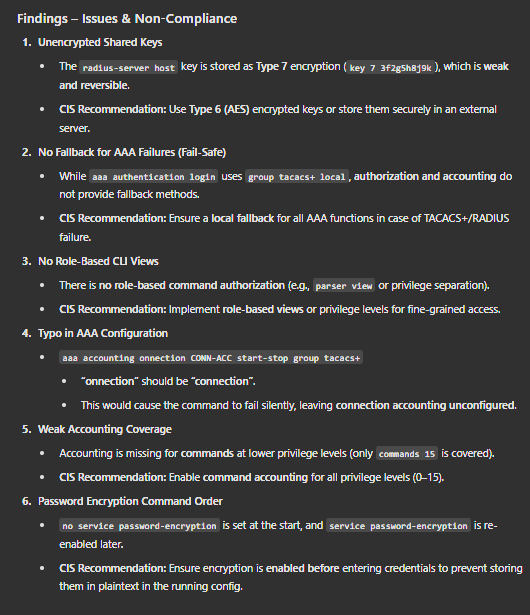 Findings – Issues & Non-Compliance
1. Unencrypted Shared Keys
• The radius-server host key is stored as Type 7 encryption ( key 7 3f2g5h8j9k ), which is weak
and reversible.
• CIS Recommendation: Use Type 6 (AES) encrypted keys or store them securely in an external
server.
2. No Fallback for AAA Failures (Fail-Safe)
• While aaa authentication login uses group tacacs+ local , authorization and accounting do
not provide fallback methods.
• CIS Recommendation: Ensure a local fallback for all AAA functions in case of TACACS+/RADIUS
failure.
3. No Role-Based CLI Views
• There is no role-based command authorization (e.g., parser view or privilege separation).
• CIS Recommendation: Implement role-based views or privilege levels for fine-grained access.
4. Typo in AAA Configuration
• aaa accounting onnection CONN-ACC start-stop group tacacs+
• "onnection" should be "connection".
• This would cause the command to fail silently, leaving connection accounting unconfigured.
5. Weak Accounting Coverage
• Accounting is missing for commands at lower privilege levels (only commands 15 is covered).
• CIS Recommendation: Enable command accounting for all privilege levels (0–15).
6. Password Encryption Command Order
• no service password-encryption is set at the start, and service password-encryption is re-
enabled later.
• CIS Recommendation: Ensure encryption is enabled before entering credentials to prevent storing
them in plaintext in the running config.